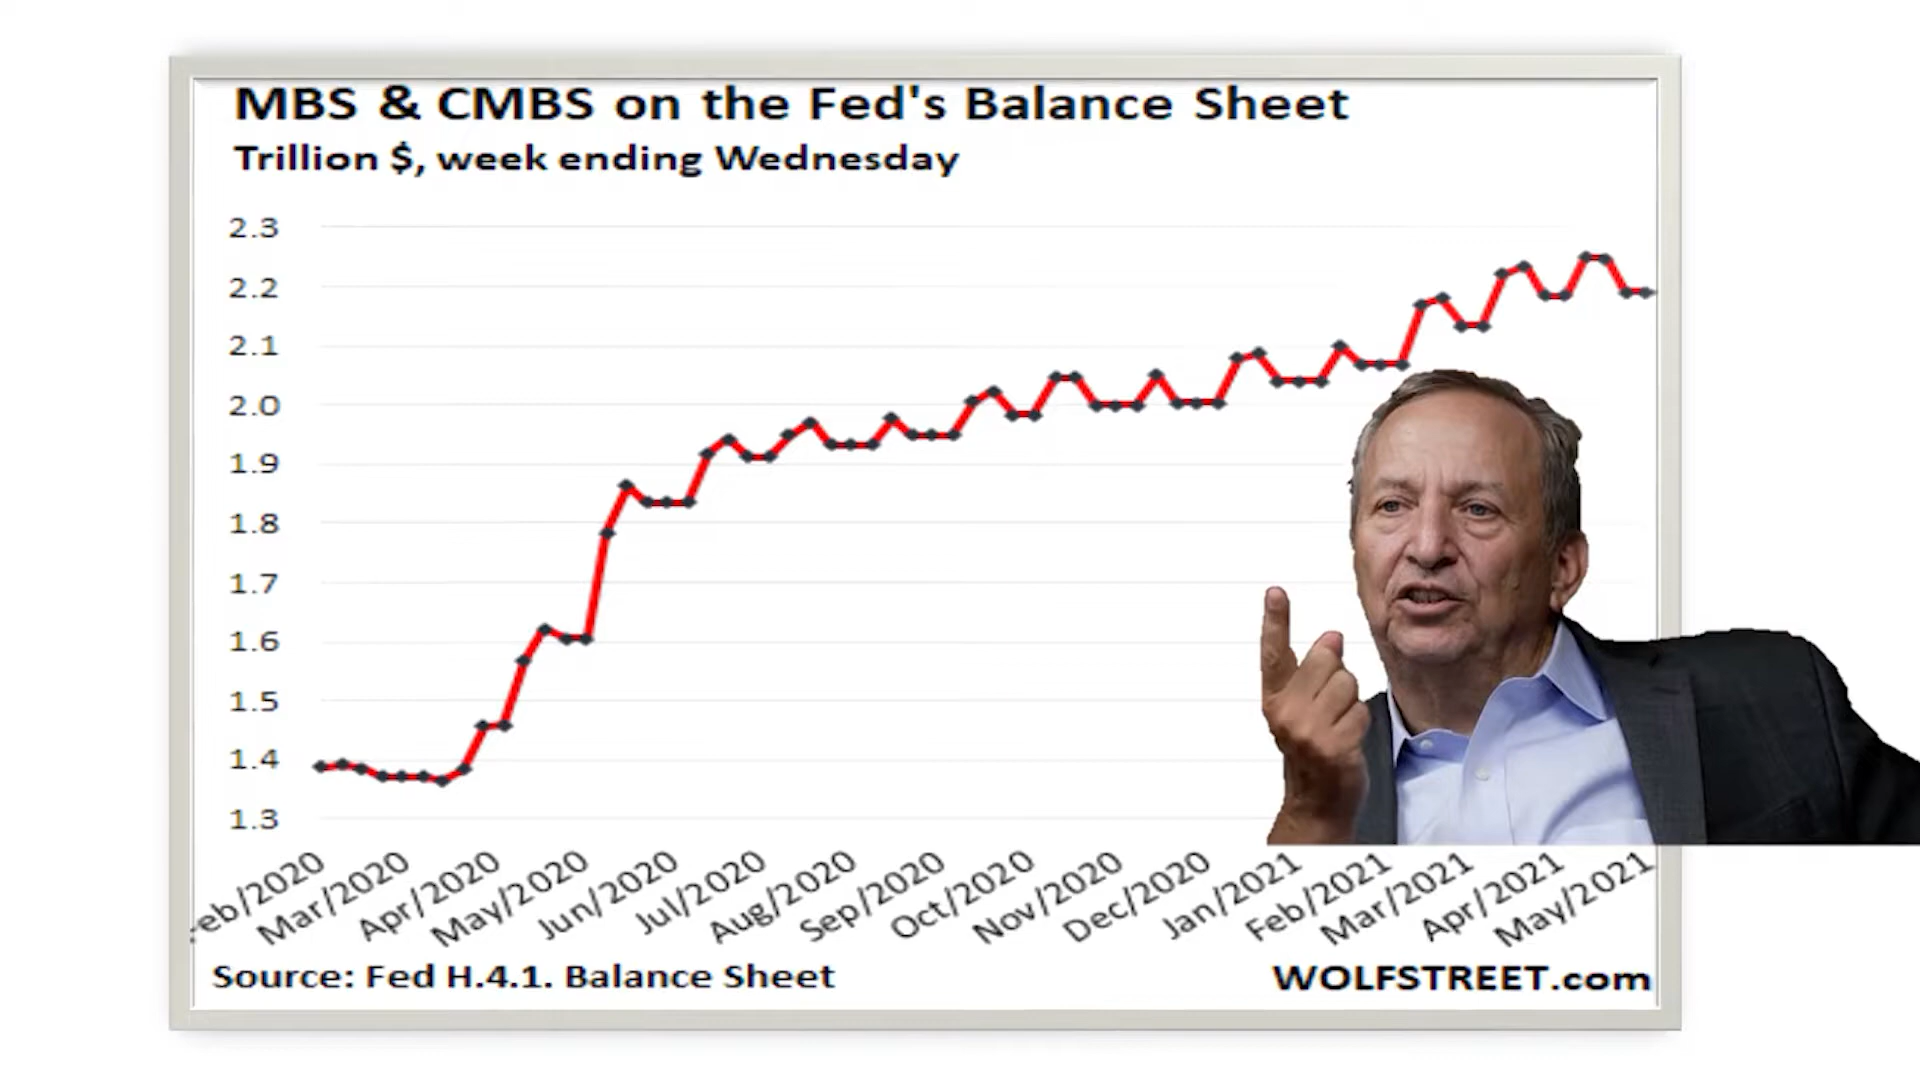 MBS & CMBS on the Fed's Balance Sheet
Trillion $, week ending Wednesday
2.3
2.2
2.1
2.0
1.9
1.8
1.7
1.6
1.5
1.4
1.3
Feb/2020 Mar/2020 Apr/2020 May/2020 Jun/2020 Jul/2020 Aug/2020 Sep/2020 Oct/2020 Nov/2020 Dec/2020 Jan/2021 Feb/2021 Mar/2021 Apr/2021 May/2021
Source: Fed H.4.1. Balance Sheet WOLFSTREET.com